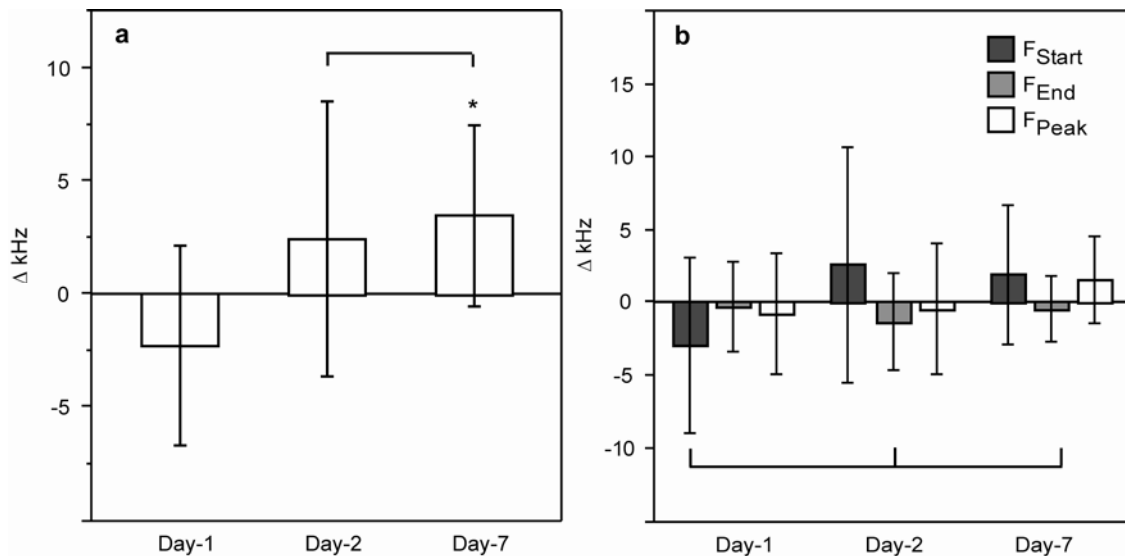 a
10
5
0
-5
Δ kHz
*
Day-1 Day-2 Day-7
b
15
10
5
0
-5
-10
Δ kHz
FStart
FEnd
FPeak
Day-1 Day-2 Day-7